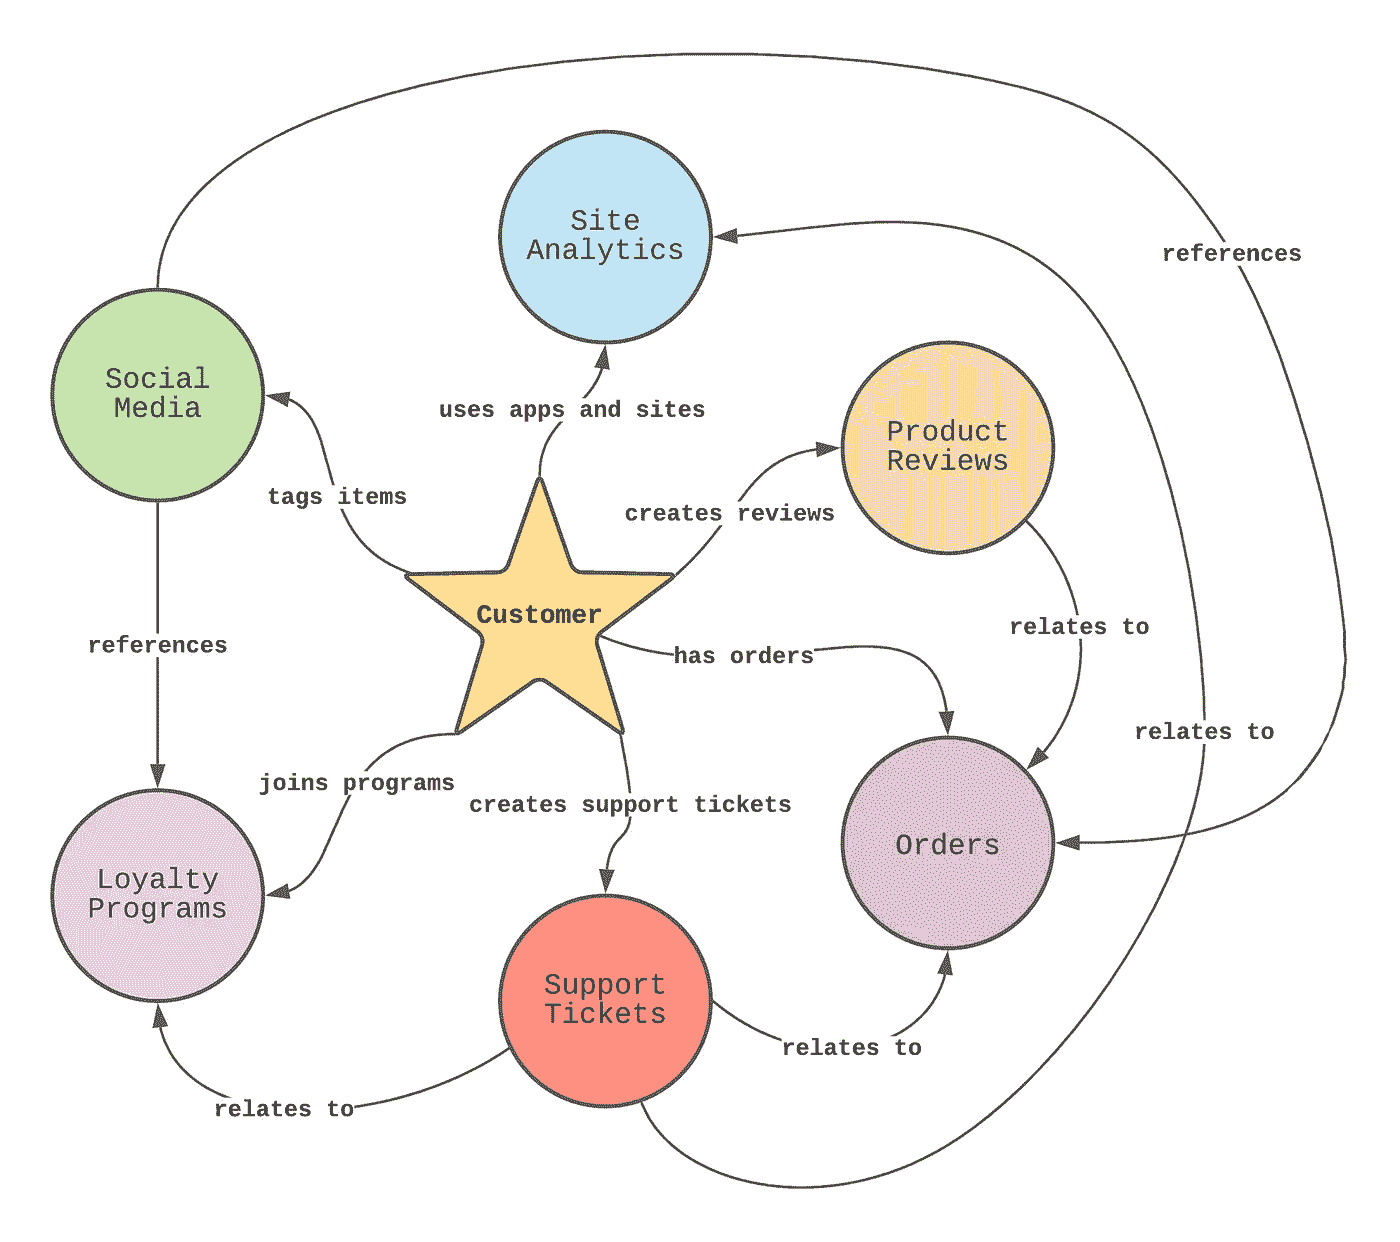 Site
Analytics
references
Social
Media
uses apps and sites
Product
Reviews
tags items
creates reviews
Customer
relates to
references
has orders
relates to
joins programs
creates support tickets
Orders
Loyalty
Programs
Support
Tickets
relates to
relates to